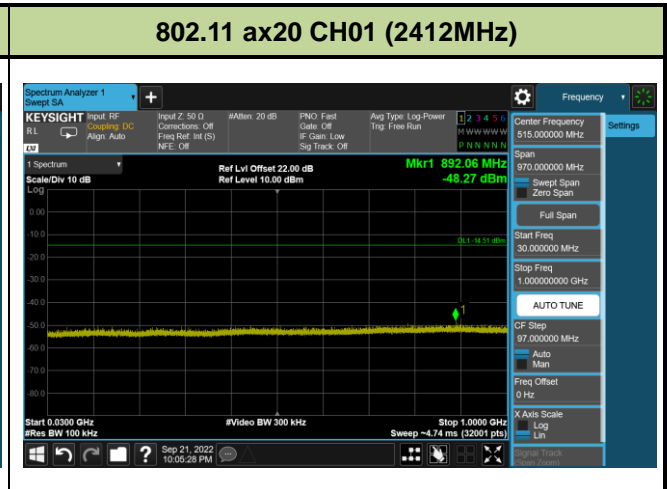 802.11 ax20 CH01 (2412MHz)
Spectrum Analyzer 1
Swept SA
Frequency
KEYSIGHT
RL
LXI
Input: RF
Coupling: DC
Align: Auto
Input Z: 50 Ω
Corrections: Off
Freq Ref: Int (S)
NFE: Off
#Atten: 20 dB
PNO: Fast
Gate: Off
IF Gain: Low
Sig Track: Off
Avg Type: Log-Power
Trig: Free Run
1 2 3 4 5 6
M W W W W W
P N N N N N
1 Spectrum
Scale/Div 10 dB
Log
Ref Lvl Offset 22.00 dB
Ref Level 10.00 dBm
Mkr1 892.06 MHz
-48.27 dBm
0.00
-10.0
DL1 -14.51 dBm
-20.0
-30.0
-40.0
1
-50.0
-60.0
-70.0
-80.0
Start 0.0300 GHz
#Res BW 100 kHz
#Video BW 300 kHz
Stop 1.0000 GHz
Sweep ~4.74 ms (32001 pts)
Sep 21, 2022
10:05:28 PM
Center Frequency
515.000000 MHz
Settings
Span
970.000000 MHz
Swept Span
Zero Span
Full Span
Start Freq
30.000000 MHz
Stop Freq
1.000000000 GHz
AUTO TUNE
CF Step
97.000000 MHz
Auto
Man
Freq Offset
0 Hz
X Axis Scale
Log
Lin
Signal Track
(Span Zoom)